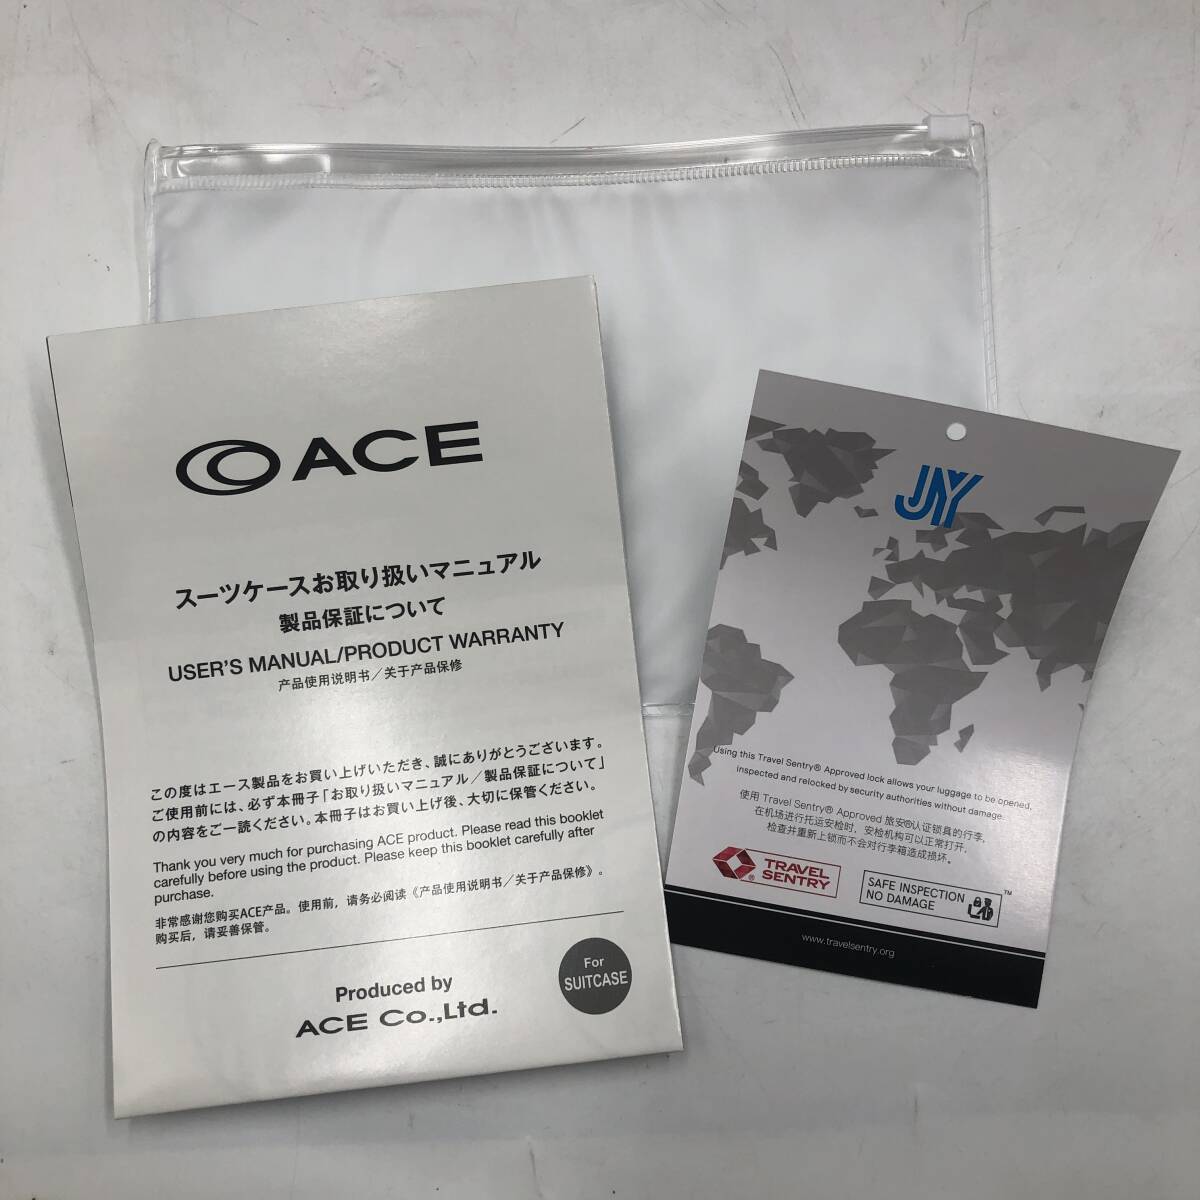 ACE
スーツケースお取り扱いマニュアル
製品保証について
USER'S MANUAL/PRODUCT WARRANTY
产品使用说明书／关于产品保修
この度はエース製品をお買い上げいただき、誠にありがとうございます。
ご使用前には、必ず本冊子「お取り扱いマニュアル／製品保証について」
の内容をご一読ください。本冊子はお買い上げ後、大切に保管ください。
Thank you very much for purchasing ACE product. Please read this booklet
carefully before using the product. Please keep this booklet carefully after
purchase.
非常感谢您购买ACE产品。使用前，请务必阅读《产品使用说明书／关于产品保修》。
购买后，请妥善保管。
Produced by
ACE Co.,Ltd.
For
SUITCASE
JAY
Using this Travel Sentry® Approved lock allows your luggage to be opened,
inspected and relocked by security authorities without damage.
使用 Travel Sentry® Approved 旅安®认证锁具的行李，
在机场进行托运安检时，安检机构可以正常打开，
检查并重新上锁而不会对行李箱造成损坏。
TRAVEL
SENTRY
®
SAFE INSPECTION
NO DAMAGE
™
www.travelsentry.org